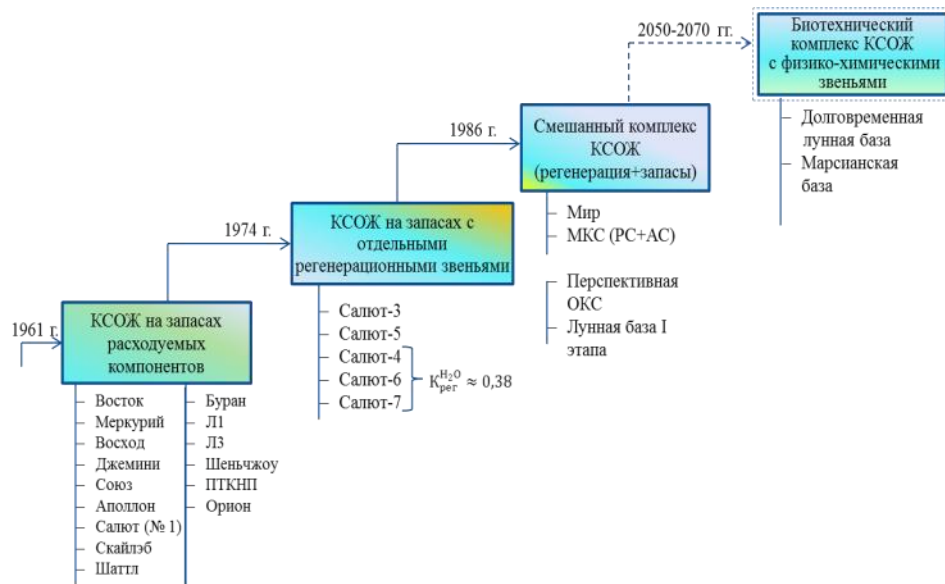 1961 г.
КСОЖ на запасах
расходуемых
компонентов
Восток
Меркурий
Восход
Джемини
Союз
Аполлон
Салют (№ 1)
Скайлэб
Шаттл
Буран
Л1
Л3
Шеньчжоу
ПТКНП
Орион
1974 г.
КСОЖ на запасах с
отдельными
регенерационными звеньями
Салют-3
Салют-5
Салют-4
Салют-6
Салют-7
K_рег^H₂O ≈ 0,38
1986 г.
Смешанный комплекс
КСОЖ
(регенерация+запасы)
Мир
МКС (РС+АС)
Перспективная
ОКС
Лунная база I
этапа
2050-2070 гг.
Биотехнический
комплекс КСОЖ
с физико-химическими
звеньями
Долговременная
лунная база
Марсианская
база